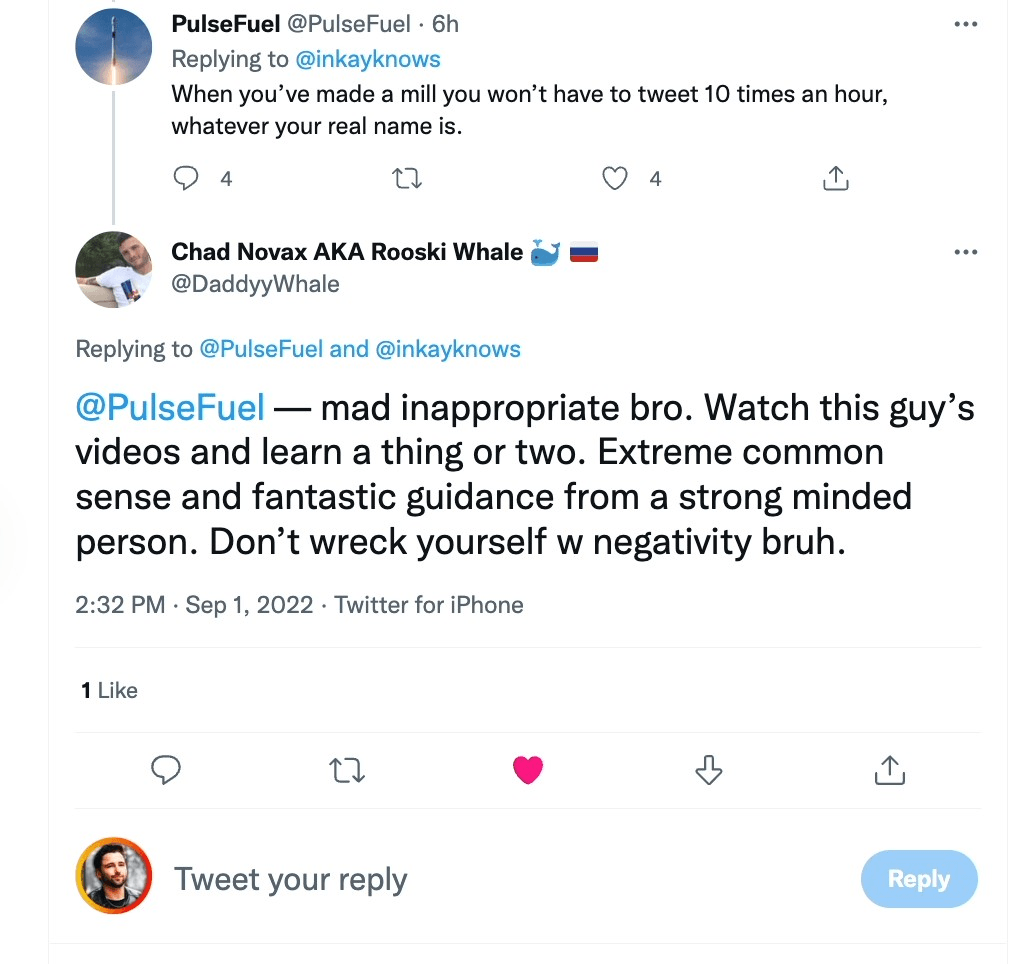 PulseFuel @PulseFuel · 6h
Replying to @inkayknows
When you’ve made a mill you won’t have to tweet 10 times an hour,
whatever your real name is.
4 4
Chad Novax AKA Rooski Whale 🐳 🇷🇺
@DaddyyWhale
Replying to @PulseFuel and @inkayknows
@PulseFuel — mad inappropriate bro. Watch this guy’s
videos and learn a thing or two. Extreme common
sense and fantastic guidance from a strong minded
person. Don’t wreck yourself w negativity bruh.
2:32 PM · Sep 1, 2022 · Twitter for iPhone
1 Like
Tweet your reply
Reply